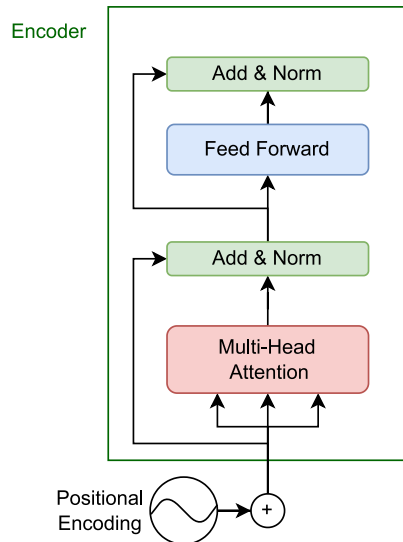 Encoder
Add & Norm
Feed Forward
Add & Norm
Multi-Head
Attention
Positional
Encoding
+